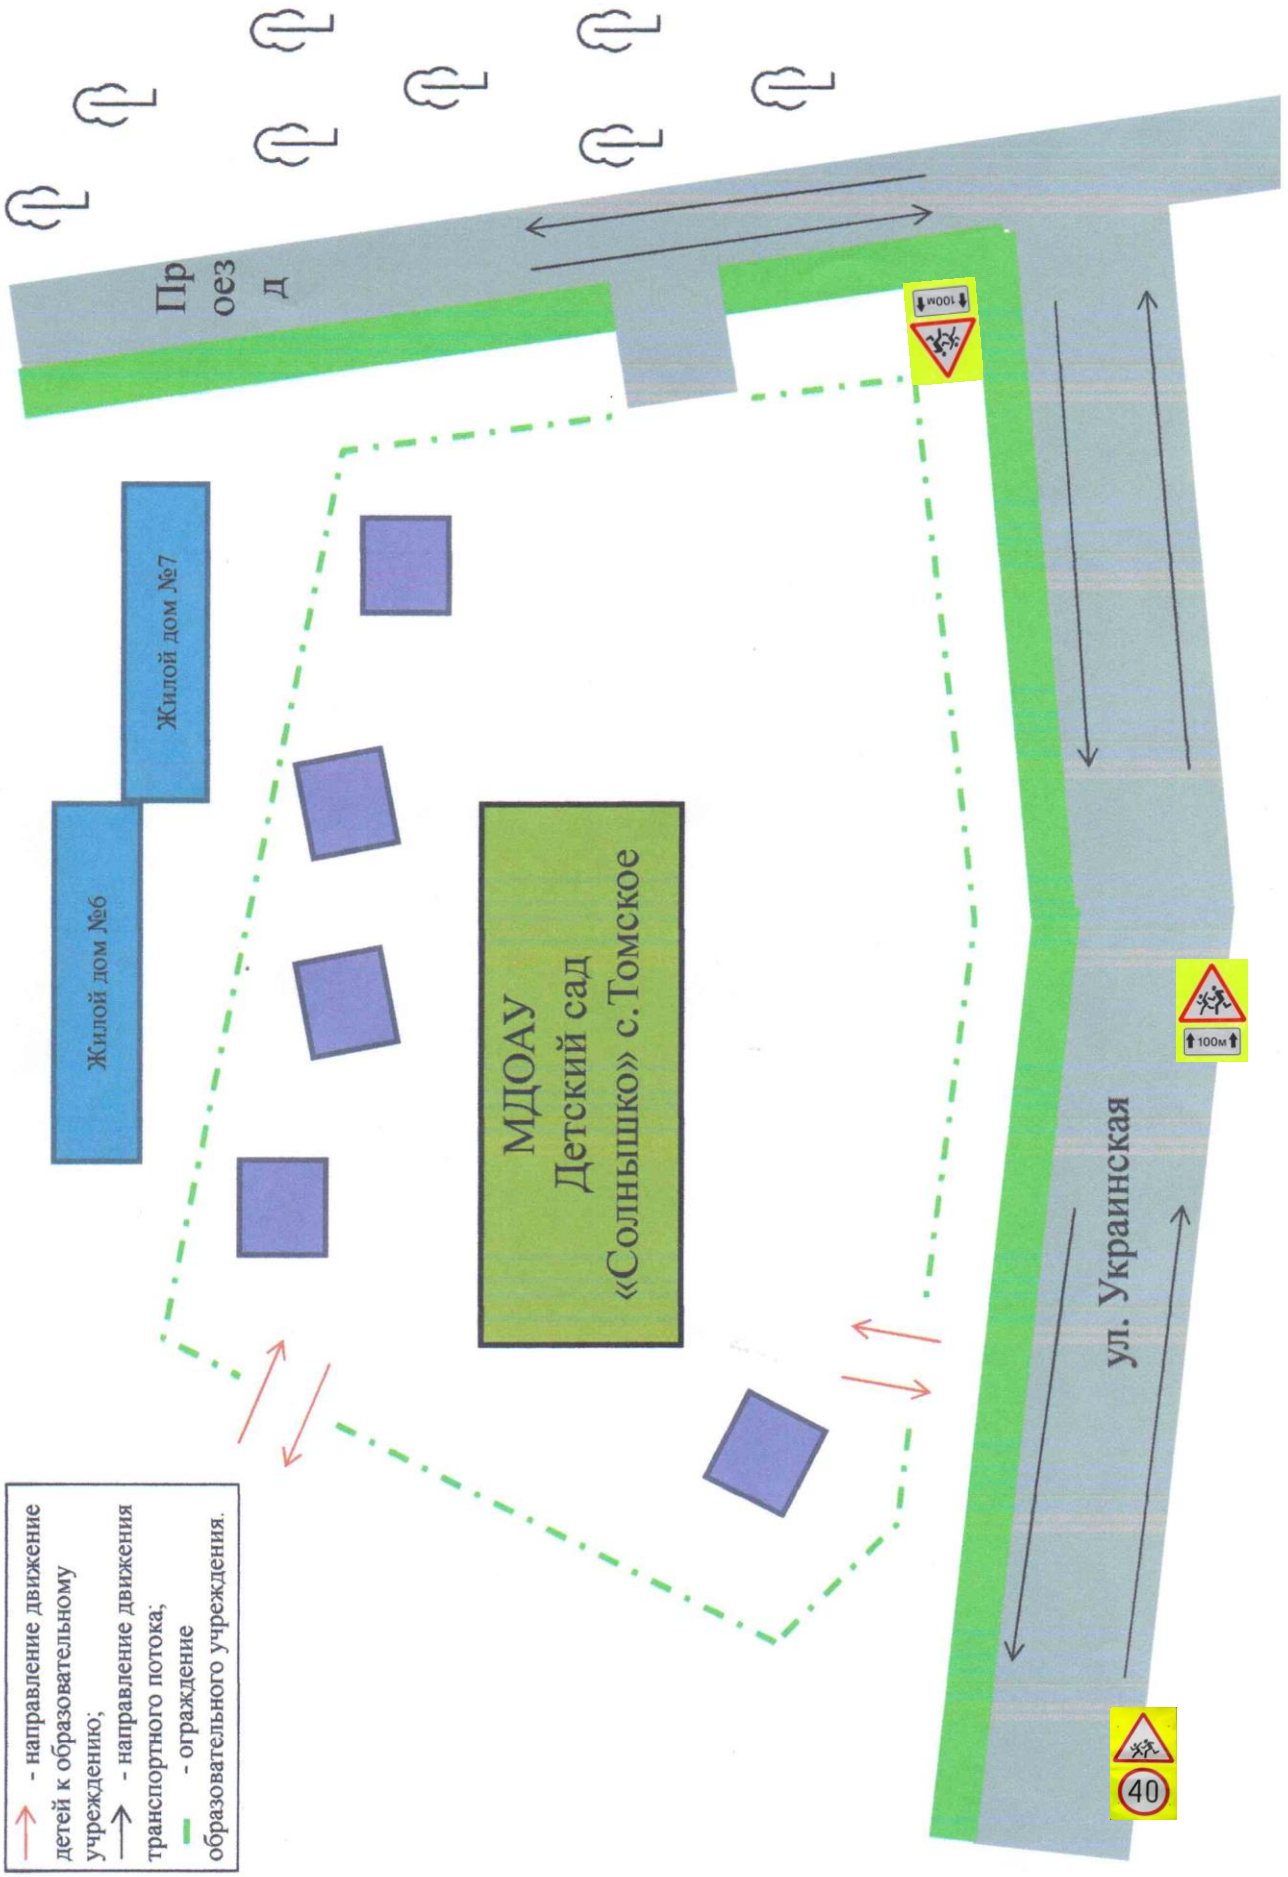 Пр
оез
д
Жилой дом №7
Жилой дом №6
МДОАУ
Детский сад
«Солнышко» с.Томское
ул. Украинская
100м
100м
40
- направление движение
детей к образовательному
учреждению;
- направление движения
транспортного потока;
- ограждение
образовательного учреждения.